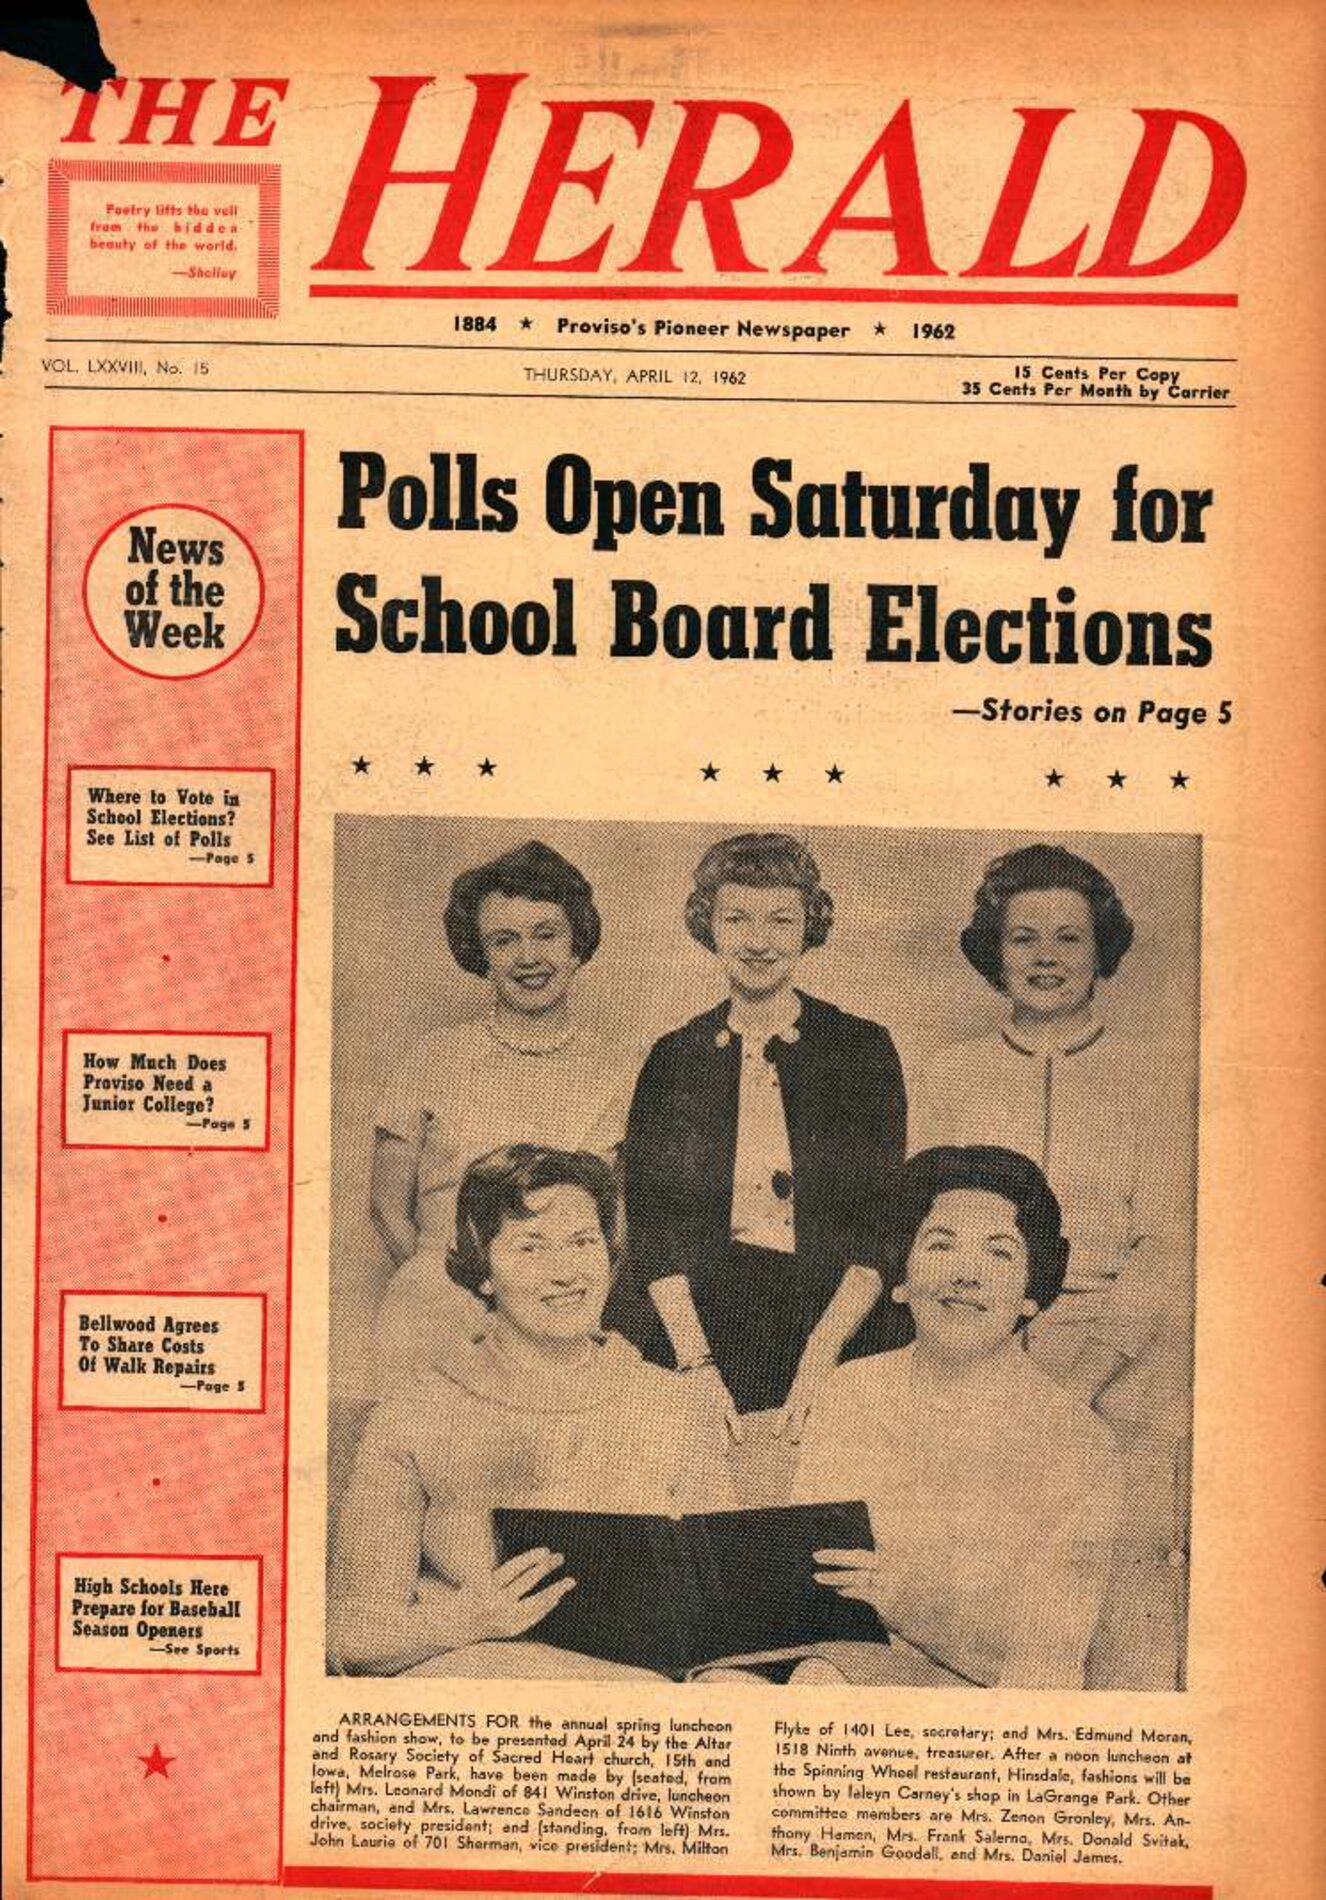 THE HERALD
Poetry lifts the veil
from the hidden
beauty of the world.
—Shelley
1884 ★ Proviso's Pioneer Newspaper ★ 1962
VOL. LXXVIII, No. 15
THURSDAY, APRIL 12, 1962
15 Cents Per Copy
35 Cents Per Month by Carrier
News
of the
Week
Where to Vote in
School Elections?
See List of Polls
—Page 5
How Much Does
Proviso Need a
Junior College?
—Page 5
Bellwood Agrees
To Share Costs
Of Walk Repairs
—Page 5
High Schools Here
Prepare for Baseball
Season Openers
—See Sports
Polls Open Saturday for
School Board Elections
—Stories on Page 5
★ ★ ★ ★ ★ ★ ★ ★ ★
ARRANGEMENTS FOR the annual spring luncheon
and fashion show, to be presented April 24 by the Altar
and Rosary Society of Sacred Heart church, 15th and
Iowa, Melrose Park, have been made by (seated, from
left) Mrs. Leonard Mondi of 841 Winston drive, luncheon
chairman, and Mrs. Lawrence Sandeen of 1616 Winston
drive, society president; and (standing, from left) Mrs.
John Laurie of 701 Sherman, vice president; Mrs. Milton
Flyke of 1401 Lee, secretary; and Mrs. Edmund Moran,
1518 Ninth avenue, treasurer. After a noon luncheon at
the Spinning Wheel restaurant, Hinsdale, fashions will be
shown by Ialeyn Carney's shop in LaGrange Park. Other
committee members are Mrs. Zenon Gronley, Mrs. An-
thony Hamen, Mrs. Frank Salerno, Mrs. Donald Svitak,
Mrs. Benjamin Goodall, and Mrs. Daniel James.